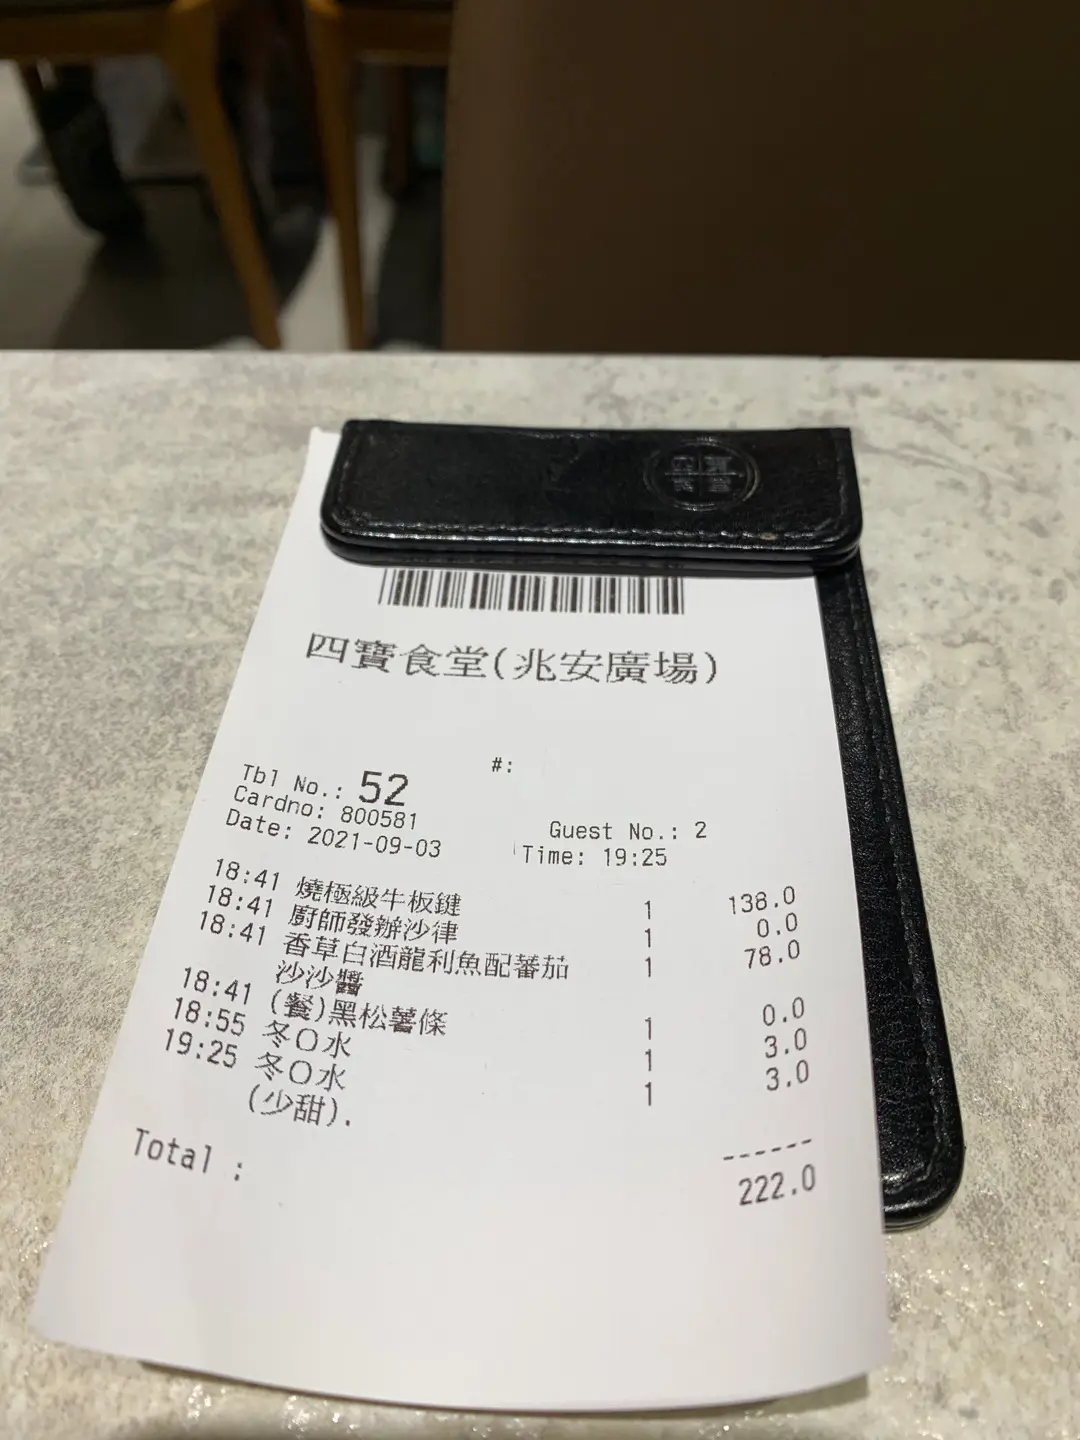 四寶食堂(兆安廣場)
#:
Tbl No.: 52
Cardno: 800581
Guest No.: 2
Date: 2021-09-03
Time: 19:25
18:41 燒極級牛板鍵 1 138.0
18:41 廚師發辦沙律 1 0.0
18:41 香草白酒龍利魚配蕃茄 1 78.0
沙沙醬
18:41 (餐)黑松薯條 1 0.0
18:55 冬O水 1 3.0
19:25 冬O水 1 3.0
(少甜).
------
Total : 222.0